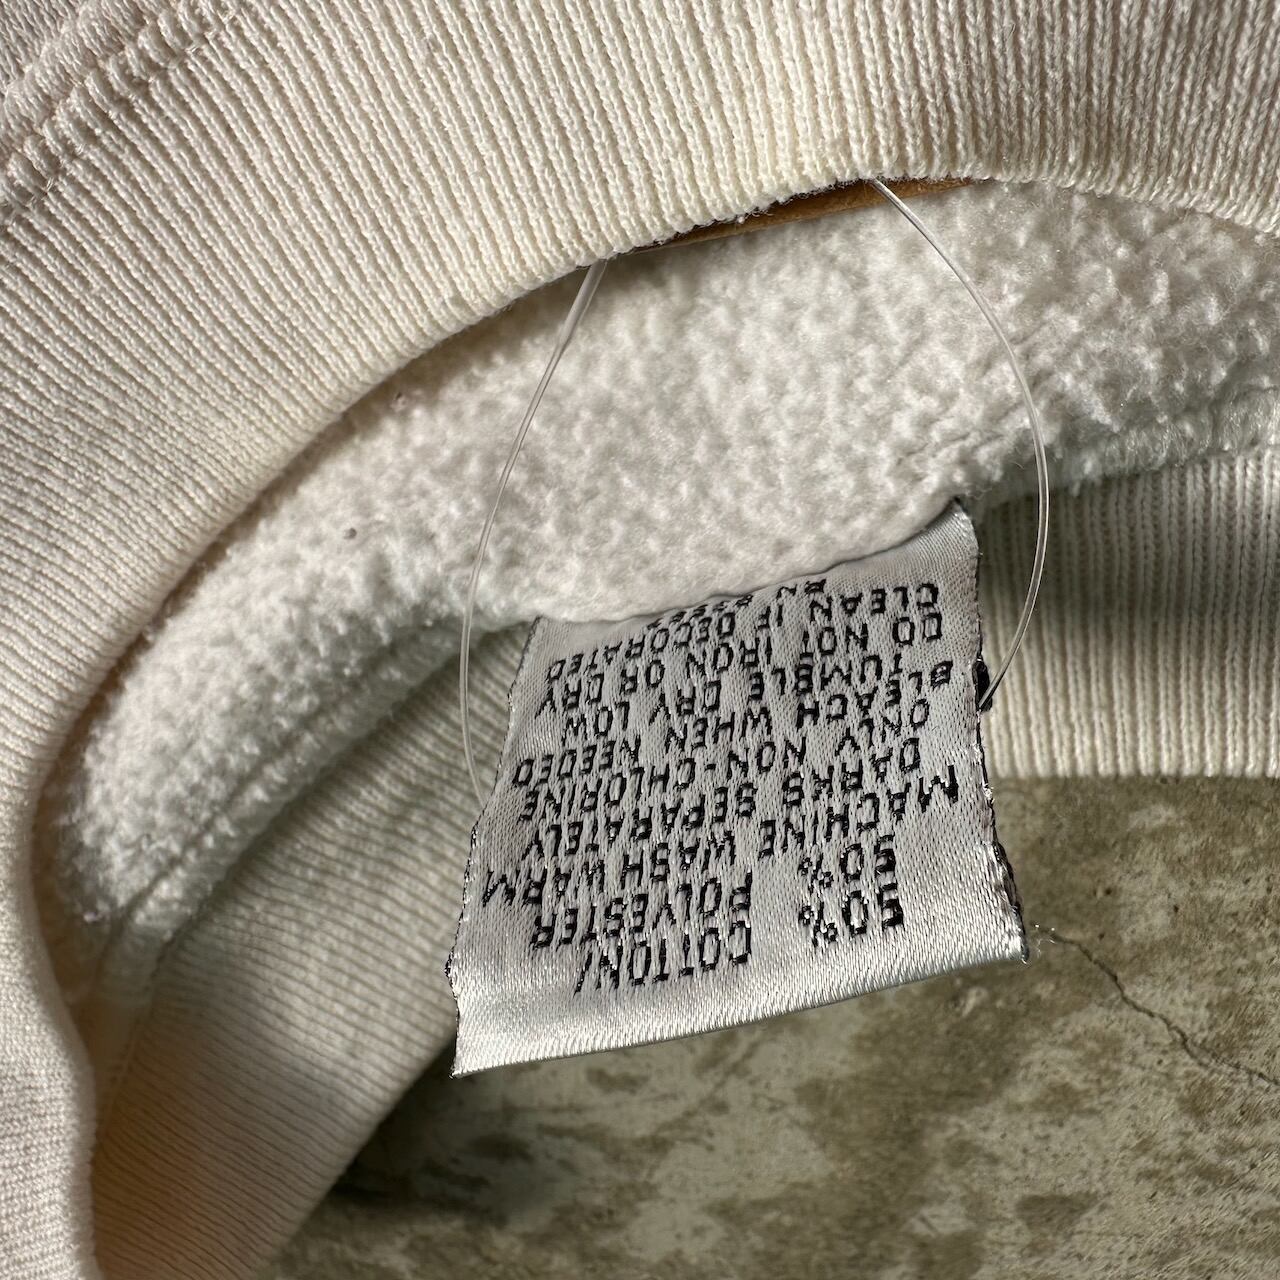 50% COTTON/
50% POLYESTER
MACHINE WASH WARM
DARKS SEPARATELY
ONLY NON-CHLORINE
BLEACH WHEN NEEDED
TUMBLE DRY LOW
DO NOT IRON OR DRY
CLEAN IF DECORATED
RN